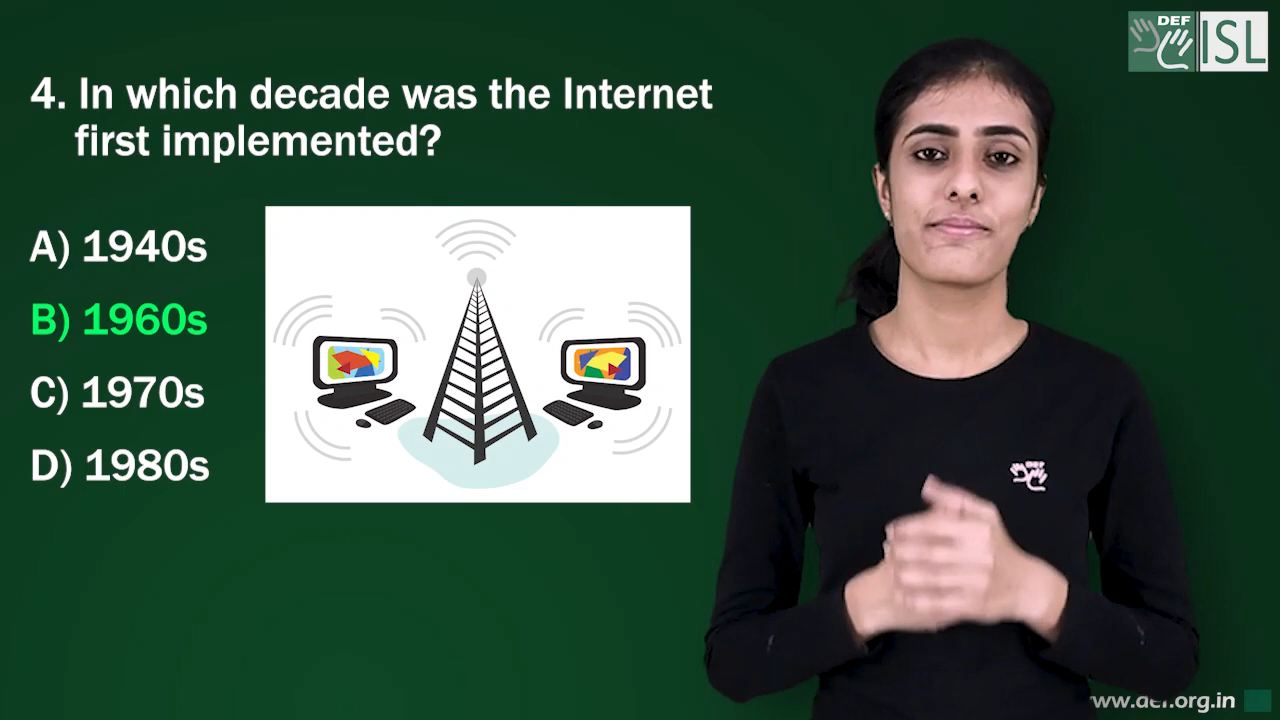 DEF
ISL
4. In which decade was the Internet
first implemented?
A) 1940s
B) 1960s
C) 1970s
D) 1980s
DEF
www.def.org.in